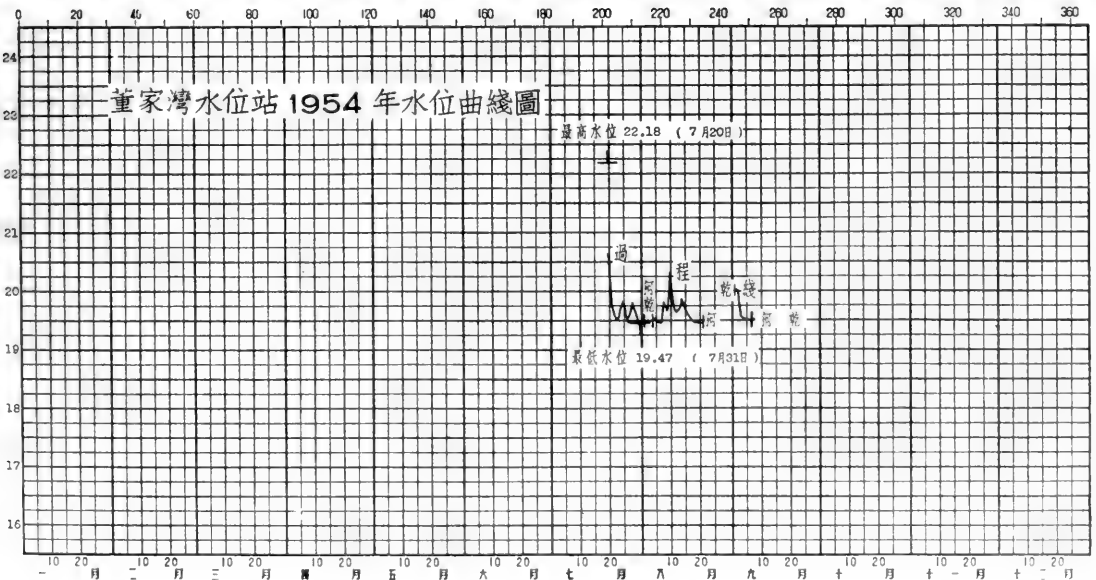 0 20 40 60 80 100 120 140 160 180 200 220 240 260 280 300 320 340 360
24
董家灣水位站 1954 年水位曲綫圖
23
最高水位 22.18 (7月20日)
22
21
過 程 綫
20
河乾 河乾 河乾
19
最低水位 19.47 (7月31日)
18
17
16
10 20 10 20 10 20 10 20 10 20 10 20 10 20 10 20 10 20 10 20 10 20 10 20
一月 二月 三月 四月 五月 六月 七月 八月 九月 十月 十一月 十二月